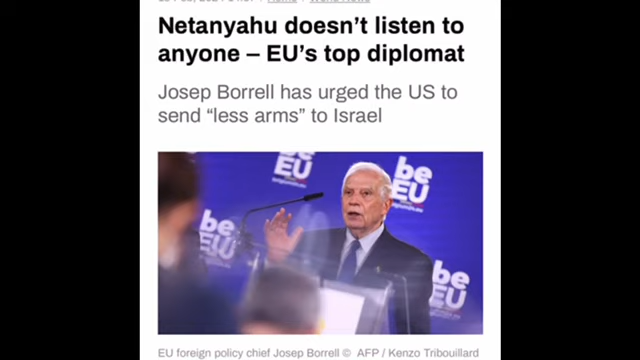 Netanyahu doesn't listen to
anyone – EU's top diplomat
Josep Borrell has urged the US to
send “less arms” to Israel
be
EU
be
EU
be
EU
be
EU
EU foreign policy chief Josep Borrell © AFP / Kenzo Tribouillard